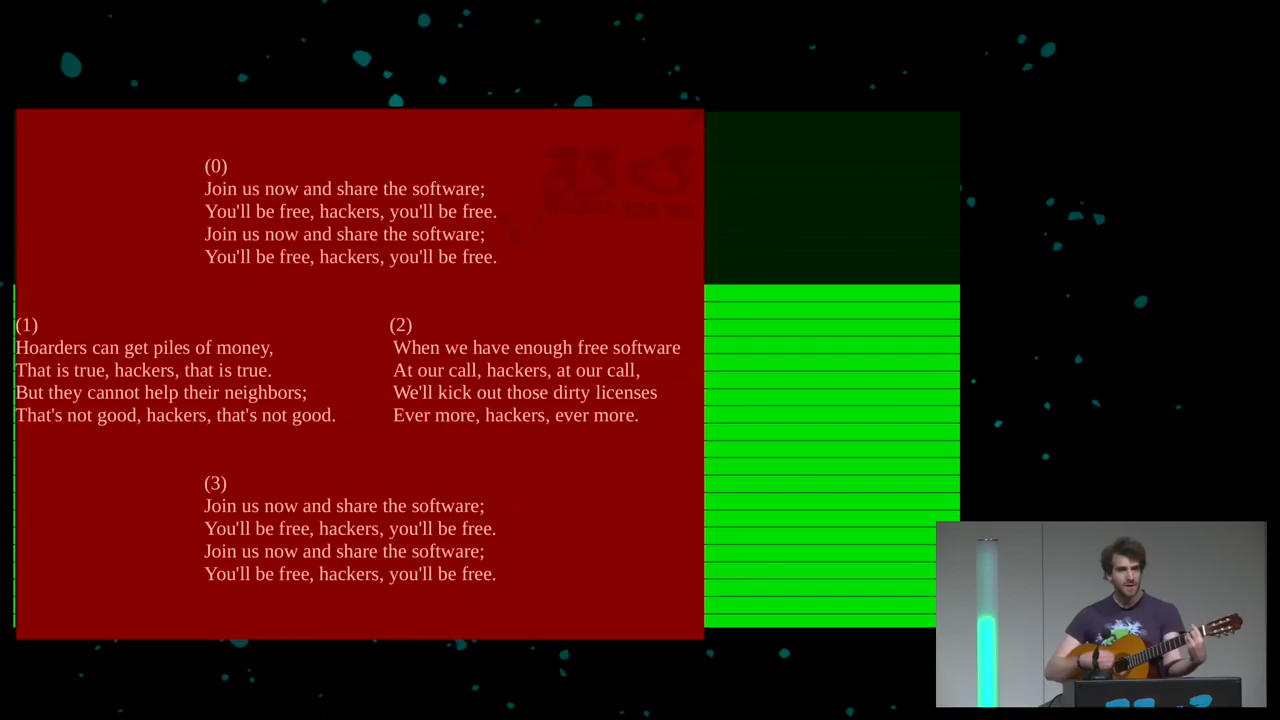 (0)
Join us now and share the software;
You'll be free, hackers, you'll be free.
Join us now and share the software;
You'll be free, hackers, you'll be free.
(1)
Hoarders can get piles of money,
That is true, hackers, that is true.
But they cannot help their neighbors;
That's not good, hackers, that's not good.
(2)
When we have enough free software
At our call, hackers, at our call,
We'll kick out those dirty licenses
Ever more, hackers, ever more.
(3)
Join us now and share the software;
You'll be free, hackers, you'll be free.
Join us now and share the software;
You'll be free, hackers, you'll be free.